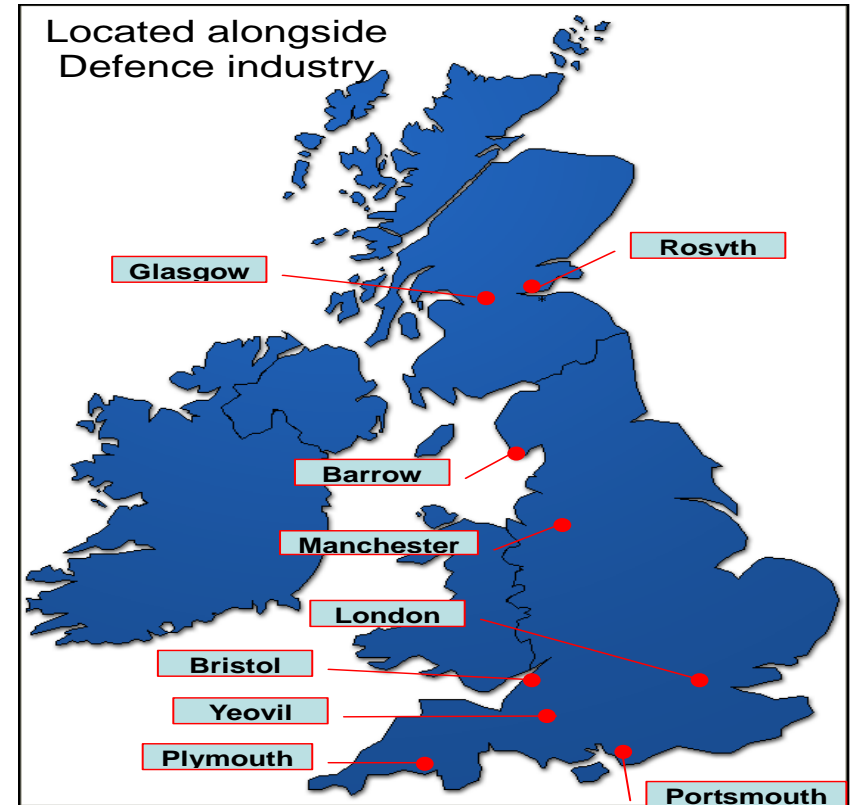 Located alongside
Defence industry
Rosyth
Glasgow
*
Barrow
Manchester
London
Bristol
Yeovil
Plymouth
Portsmouth